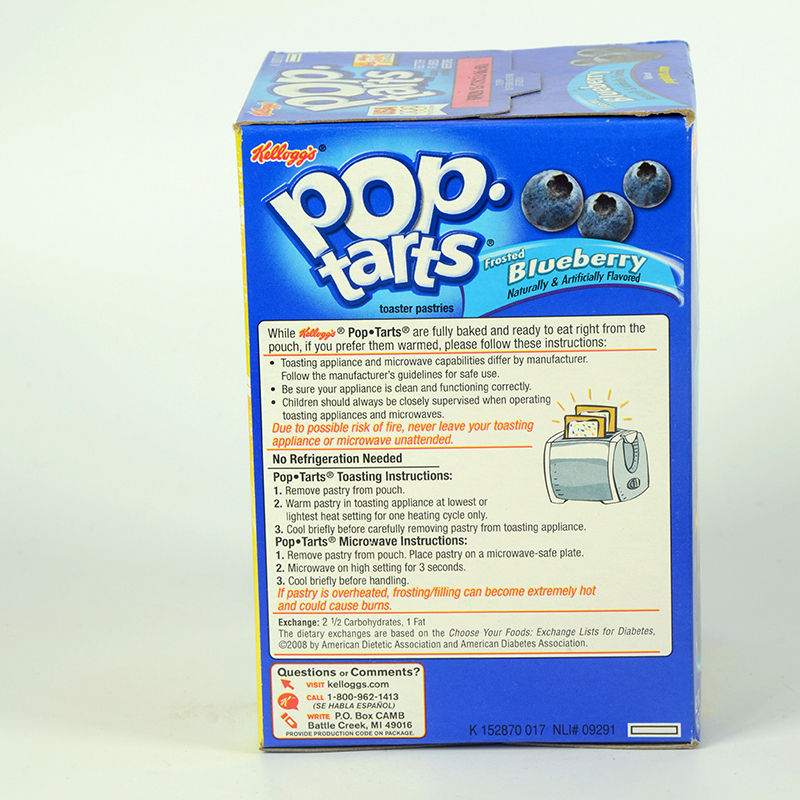 POP.
tarts
Blueberry
Kellogg's®
POP.
tarts®
toaster pastries
Frosted
Blueberry
Naturally & Artificially Flavored
While Kellogg's® Pop•Tarts® are fully baked and ready to eat right from the
pouch, if you prefer them warmed, please follow these instructions:
• Toasting appliance and microwave capabilities differ by manufacturer.
Follow the manufacturer's guidelines for safe use.
• Be sure your appliance is clean and functioning correctly.
• Children should always be closely supervised when operating
toasting appliances and microwaves.
Due to possible risk of fire, never leave your toasting
appliance or microwave unattended.
No Refrigeration Needed
Pop•Tarts® Toasting Instructions:
1. Remove pastry from pouch.
2. Warm pastry in toasting appliance at lowest or
lightest heat setting for one heating cycle only.
3. Cool briefly before carefully removing pastry from toasting appliance.
Pop•Tarts® Microwave Instructions:
1. Remove pastry from pouch. Place pastry on a microwave-safe plate.
2. Microwave on high setting for 3 seconds.
3. Cool briefly before handling.
If pastry is overheated, frosting/filling can become extremely hot
and could cause burns.
Exchange: 2 1/2 Carbohydrates, 1 Fat
The dietary exchanges are based on the Choose Your Foods: Exchange Lists for Diabetes,
©2008 by American Dietetic Association and American Diabetes Association.
Questions or Comments?
VISIT kelloggs.com
CALL 1-800-962-1413
(SE HABLA ESPAÑOL)
WRITE P.O. Box CAMB
Battle Creek, MI 49016
PROVIDE PRODUCTION CODE ON PACKAGE.
K 152870 017 NLI# 09291